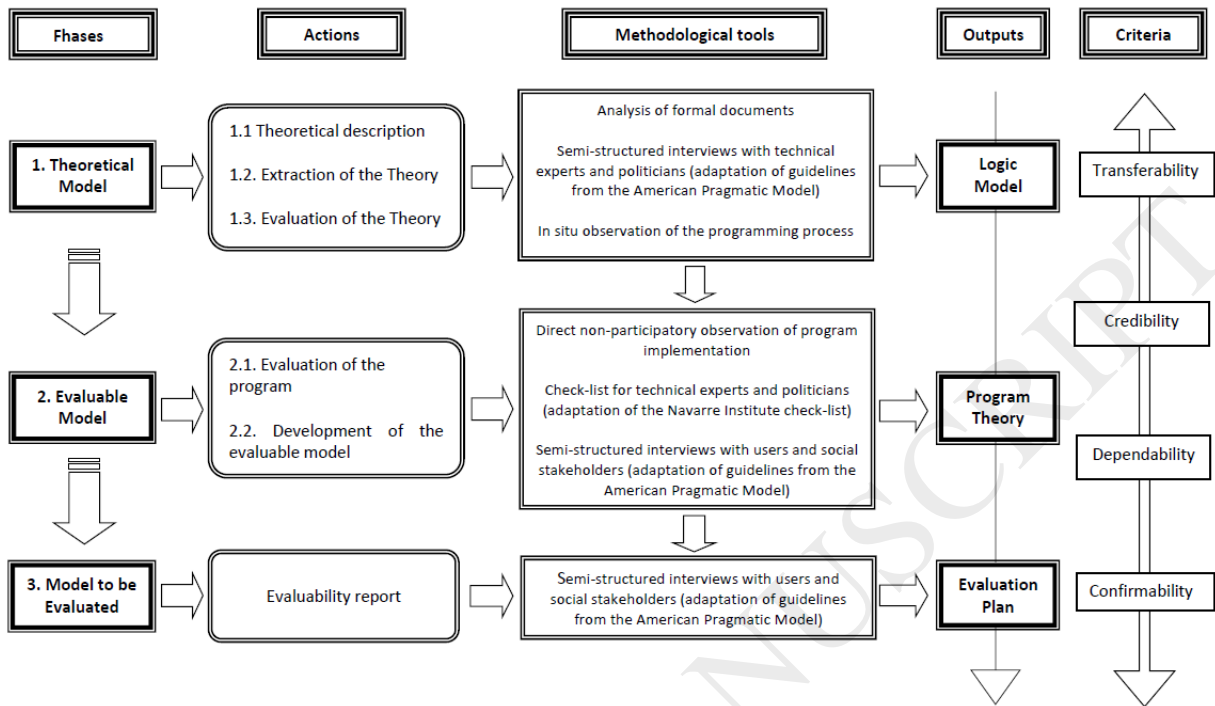 Fhases
Actions
Methodological tools
Outputs
Criteria
1. Theoretical
Model
1.1 Theoretical description
1.2. Extraction of the Theory
1.3. Evaluation of the Theory
Analysis of formal documents
Semi-structured interviews with technical
experts and politicians (adaptation of guidelines
from the American Pragmatic Model)
In situ observation of the programming process
Logic
Model
Transferability
Credibility
2. Evaluable
Model
2.1. Evaluation of the
program
2.2. Development of the
evaluable model
Direct non-participatory observation of program
implementation
Check-list for technical experts and politicians
(adaptation of the Navarre Institute check-list)
Semi-structured interviews with users and social
stakeholders (adaptation of guidelines from the
American Pragmatic Model)
Program
Theory
Dependability
3. Model to be
Evaluated
Evaluability report
Semi-structured interviews with users and
social stakeholders (adaptation of guidelines
from the American Pragmatic Model)
Evaluation
Plan
Confirmability
NUSCRIPT